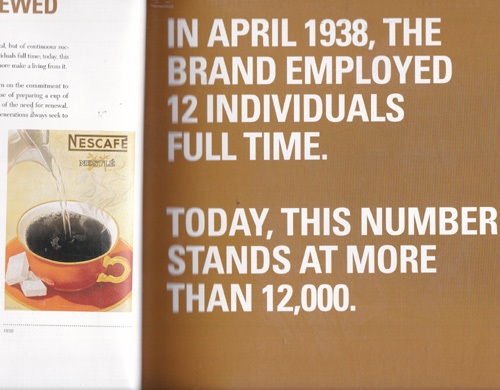 EWED
al, but of continuous suc-
viduals full time; today, this
more make a living from it.
on the commitment to
use of preparing a cup of
of the need for renewal.
enerations always seek to
NESCAFÉ
NESTLÉ
IN APRIL 1938, THE
BRAND EMPLOYED
12 INDIVIDUALS
FULL TIME.
TODAY, THIS NUMBER
STANDS AT MORE
THAN 12,000.